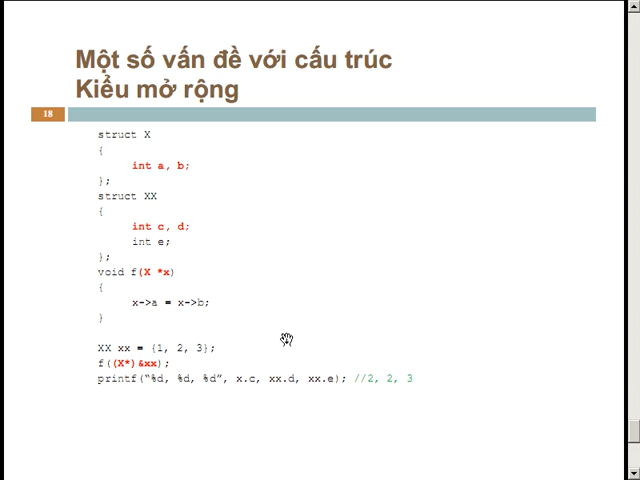 Một số vấn đề với cấu trúc
Kiểu mở rộng
18
struct X
{
int a, b;
};
struct XX
{
int c, d;
int e;
};
void f(X *x)
{
x->a = x->b;
}
XX xx = {1, 2, 3};
f((X*)&xx);
printf(“%d, %d, %d”, x.c, xx.d, xx.e); //2, 2, 3